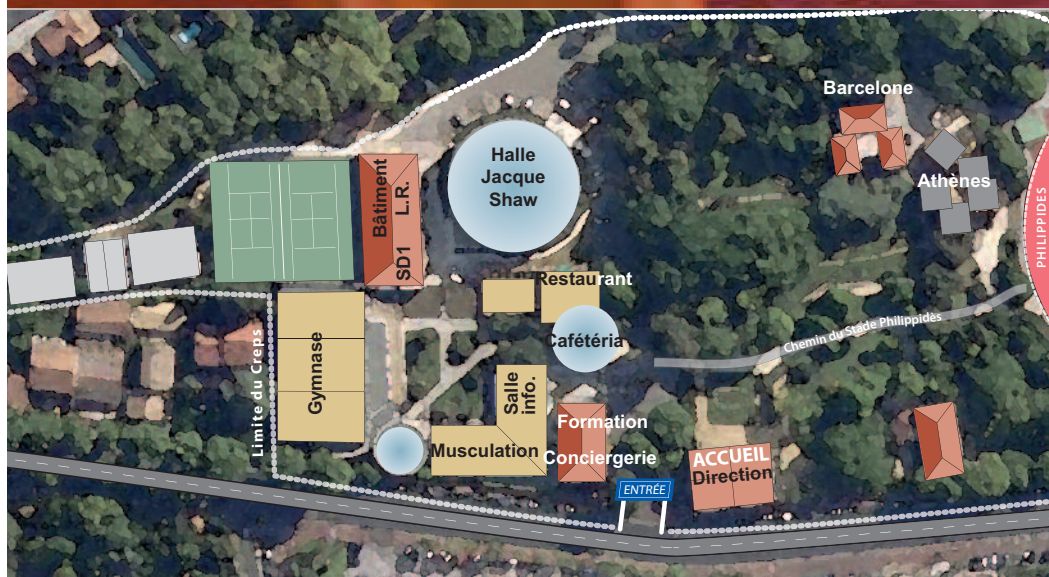 Barcelone
Halle
Jacque
Shaw
Bâtiment
L.R.
SD1
Athènes
PHILIPPIDES
Restaurant
Cafétéria
Chemin du Stade Philippidès
Limite du Creps
Gymnase
Salle
info.
Formation
Musculation
Conciergerie
ACCUEIL
Direction
ENTRÉE